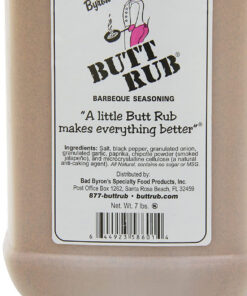 Byron's
BUTT
RUB®
BARBEQUE SEASONING
"A little Butt Rub
makes everything better"®
Ingredients: Salt, black pepper, granulated onion,
granulated garlic, paprika, chipotle powder (smoked
jalapeño), and microcrystalline cellulose (a natural
anti-caking agent). All Natural, contains no sugar or MSG.
Distributed by:
Bad Byron's Specialty Food Products, Inc.
Post Office Box 1262, Santa Rosa Beach, FL 32459
877-buttrub • buttrub.com
Net. Wt. 7 lbs.